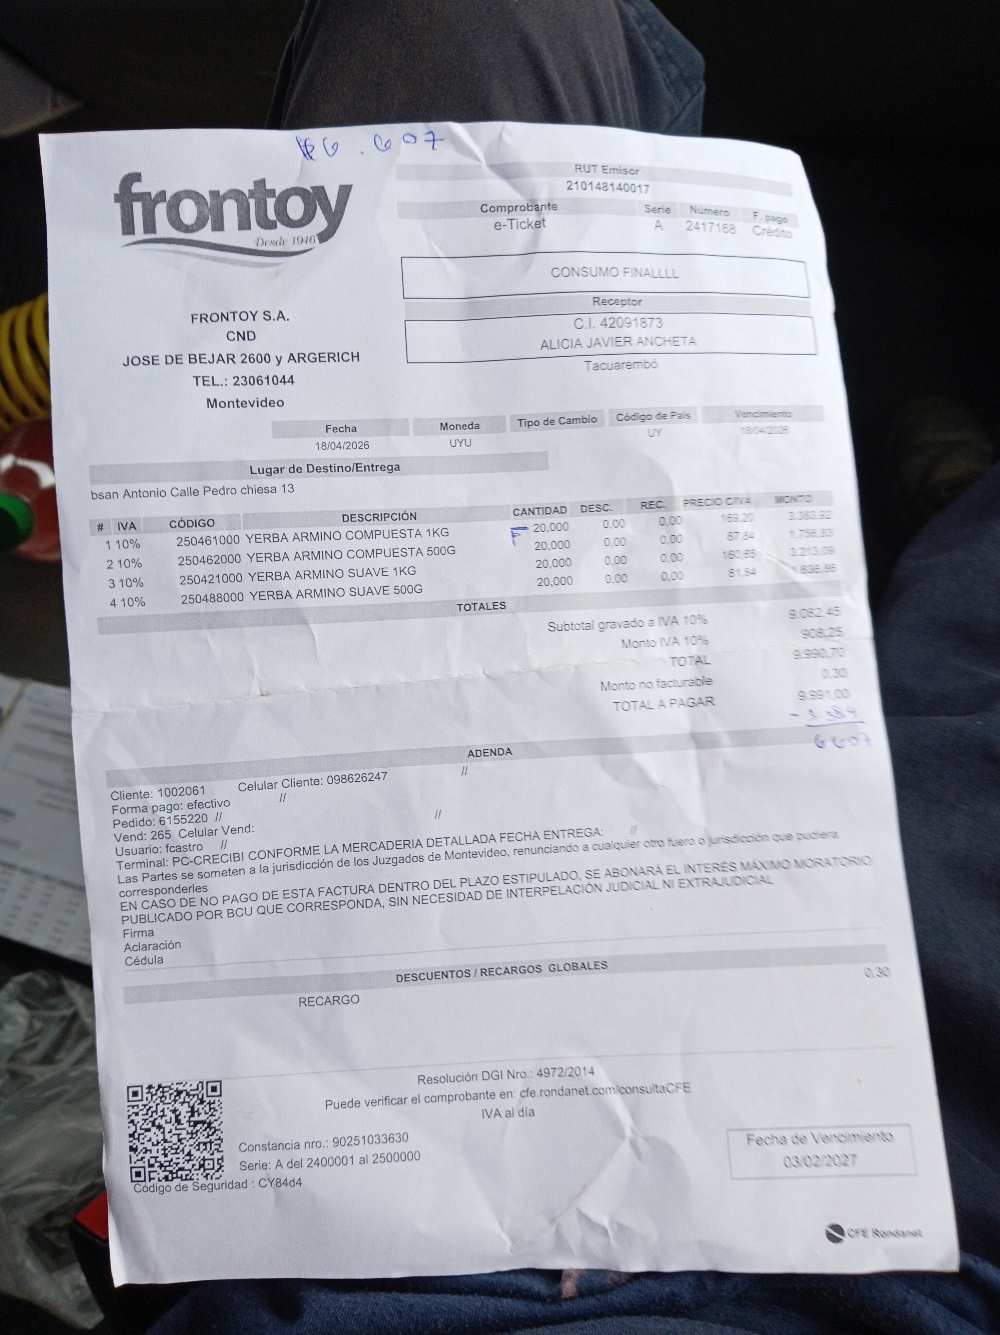 $6.607
frontoy
Desde 1946
RUT Emisor
210148140017
Comprobante Serie Número F. pago
e-Ticket A 2417168 Crédito
CONSUMO FINALLLL
Receptor
C.I. 42091873
ALICIA JAVIER ANCHETA
Tacuarembó
FRONTOY S.A.
CND
JOSE DE BEJAR 2600 y ARGERICH
TEL.: 23061044
Montevideo
Fecha Moneda Tipo de Cambio Código de País Vencimiento
18/04/2026 UYU UY 18/04/2026
Lugar de Destino/Entrega
bsan Antonio Calle Pedro chiesa 13
# IVA CÓDIGO DESCRIPCIÓN CANTIDAD DESC. REC. PRECIO C/IVA MONTO
1 10% 250461000 YERBA ARMINO COMPUESTA 1KG F 20,000 0,00 0,00 169,20 3.383,92
2 10% 250462000 YERBA ARMINO COMPUESTA 500G 20,000 0,00 0,00 87,84 1.756,83
3 10% 250421000 YERBA ARMINO SUAVE 1KG 20,000 0,00 0,00 160,65 3.213,09
4 10% 250488000 YERBA ARMINO SUAVE 500G 20,000 0,00 0,00 81,84 1.636,86
TOTALES
Subtotal gravado a IVA 10% 9.082,45
Monto IVA 10% 908,25
TOTAL 9.990,70
Monto no facturable 0,30
TOTAL A PAGAR 9.991,00
- 3.384
6607
ADENDA
Cliente: 1002061 Celular Cliente: 098626247 //
Forma pago: efectivo //
Pedido: 6155220 //
Vend: 265 Celular Vend: //
Usuario: fcastro //
Terminal: PC-CRECIBI CONFORME LA MERCADERIA DETALLADA FECHA ENTREGA: //
Las Partes se someten a la jurisdicción de los Juzgados de Montevideo, renunciando a cualquier otro fuero o jurisdicción que pudiera
corresponderles
EN CASO DE NO PAGO DE ESTA FACTURA DENTRO DEL PLAZO ESTIPULADO, SE ABONARÁ EL INTERÉS MÁXIMO MORATORIO
PUBLICADO POR BCU QUE CORRESPONDA, SIN NECESIDAD DE INTERPELACIÓN JUDICIAL NI EXTRAJUDICIAL
Firma
Aclaración
Cédula
DESCUENTOS / RECARGOS GLOBALES
RECARGO 0,30
Resolución DGI Nro.: 4972/2014
Puede verificar el comprobante en: cfe.rondanet.com/consultaCFE
IVA al día
Constancia nro.: 90251033630
Serie: A del 2400001 al 2500000
Código de Seguridad : CY84d4
Fecha de Vencimiento
03/02/2027
CFE Rondanet